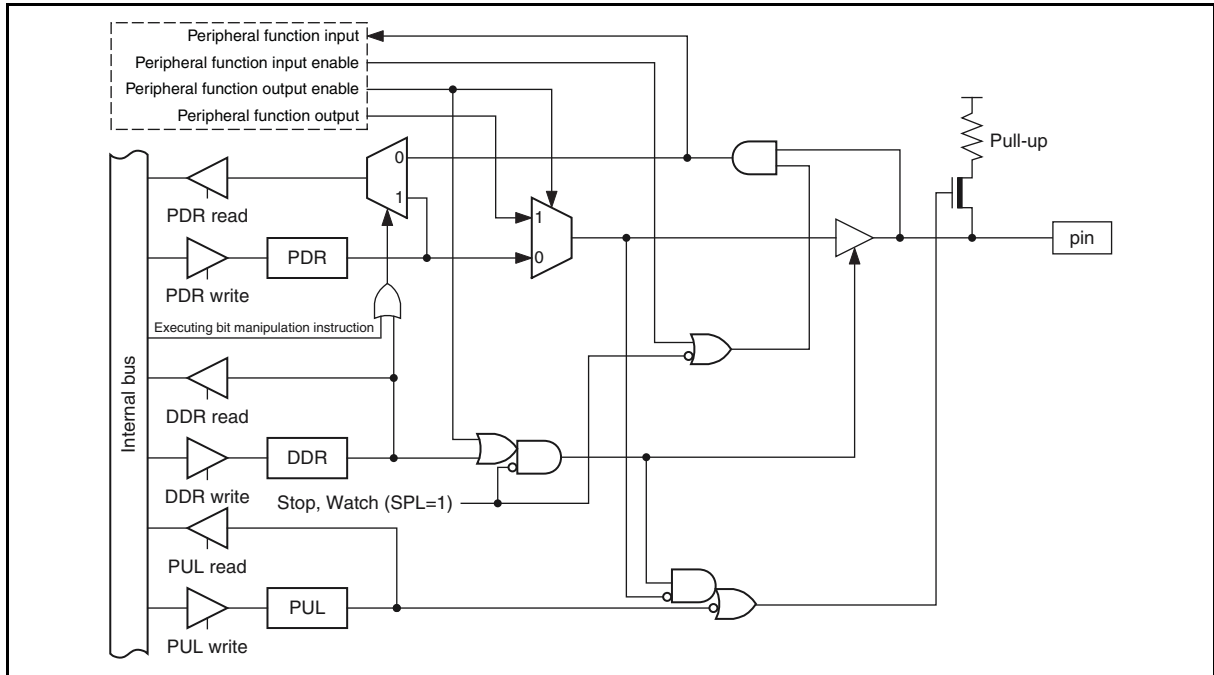 Peripheral function input
Peripheral function input enable
Peripheral function output enable
Peripheral function output
Pull-up
0
1
PDR read
1
pin
PDR
0
PDR write
Executing bit manipulation instruction
Internal bus
DDR read
DDR
DDR write
Stop, Watch (SPL=1)
PUL read
PUL
PUL write